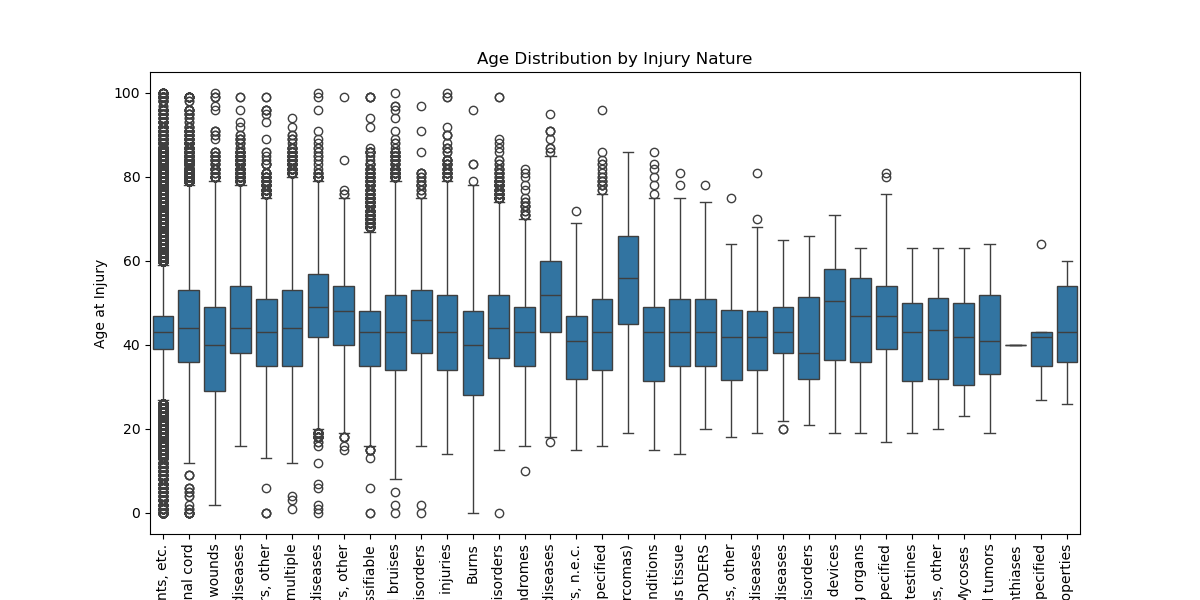 Age Distribution by Injury Nature
Age at Injury
100
80
60
40
20
0
nts, etc.
nal cord
wounds
diseases
s, other
multiple
diseases
s, other
ssifiable
bruises
isorders
injuries
Burns
isorders
ndromes
diseases
s, n.e.c.
pecified
rcomas)
nditions
s tissue
ORDERS
es, other
diseases
diseases
isorders
devices
g organs
pecified
testines
es, other
Mycoses
l tumors
nthiases
pecified
operties